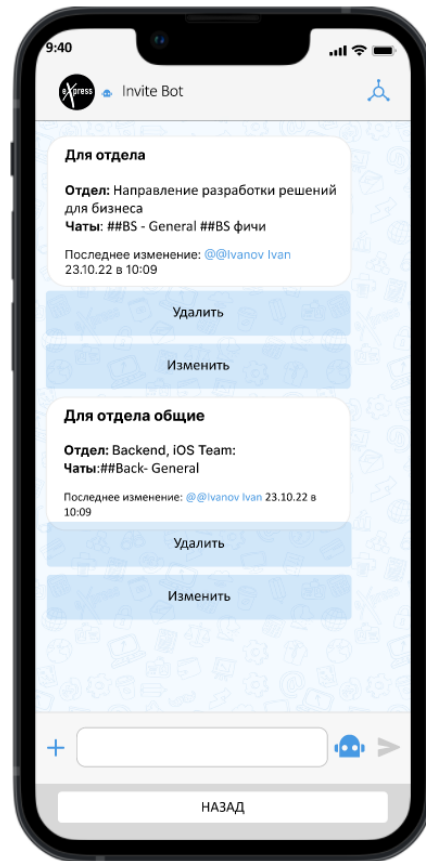 9:40
eXpress
Invite Bot
Для отдела
Отдел: Направление разработки решений
для бизнеса
Чаты: ##BS - General ##BS фичи
Последнее изменение: @@Ivanov Ivan
23.10.22 в 10:09
Удалить
Изменить
Для отдела общие
Отдел: Backend, iOS Team:
Чаты:##Back- General
Последнее изменение: @@Ivanov Ivan 23.10.22 в
10:09
Удалить
Изменить
НАЗАД